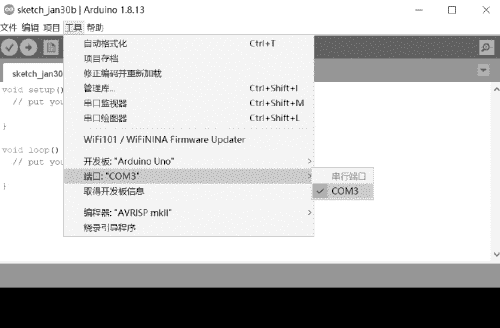 sketch_jan30b | Arduino 1.8.13
文件 编辑 项目 工具 帮助
自动格式化 Ctrl+T
项目存档
修正编码并重新加载
管理库... Ctrl+Shift+I
串口监视器 Ctrl+Shift+M
串口绘图器 Ctrl+Shift+L
WiFi101 / WiFiNINA Firmware Updater
开发板: "Arduino Uno"
端口: "COM3"
取得开发板信息
编程器: "AVRISP mkII"
烧录引导程序
串行端口
COM3
sketch_jan30
void setup()
// put you
}
void loop()
// put you
}